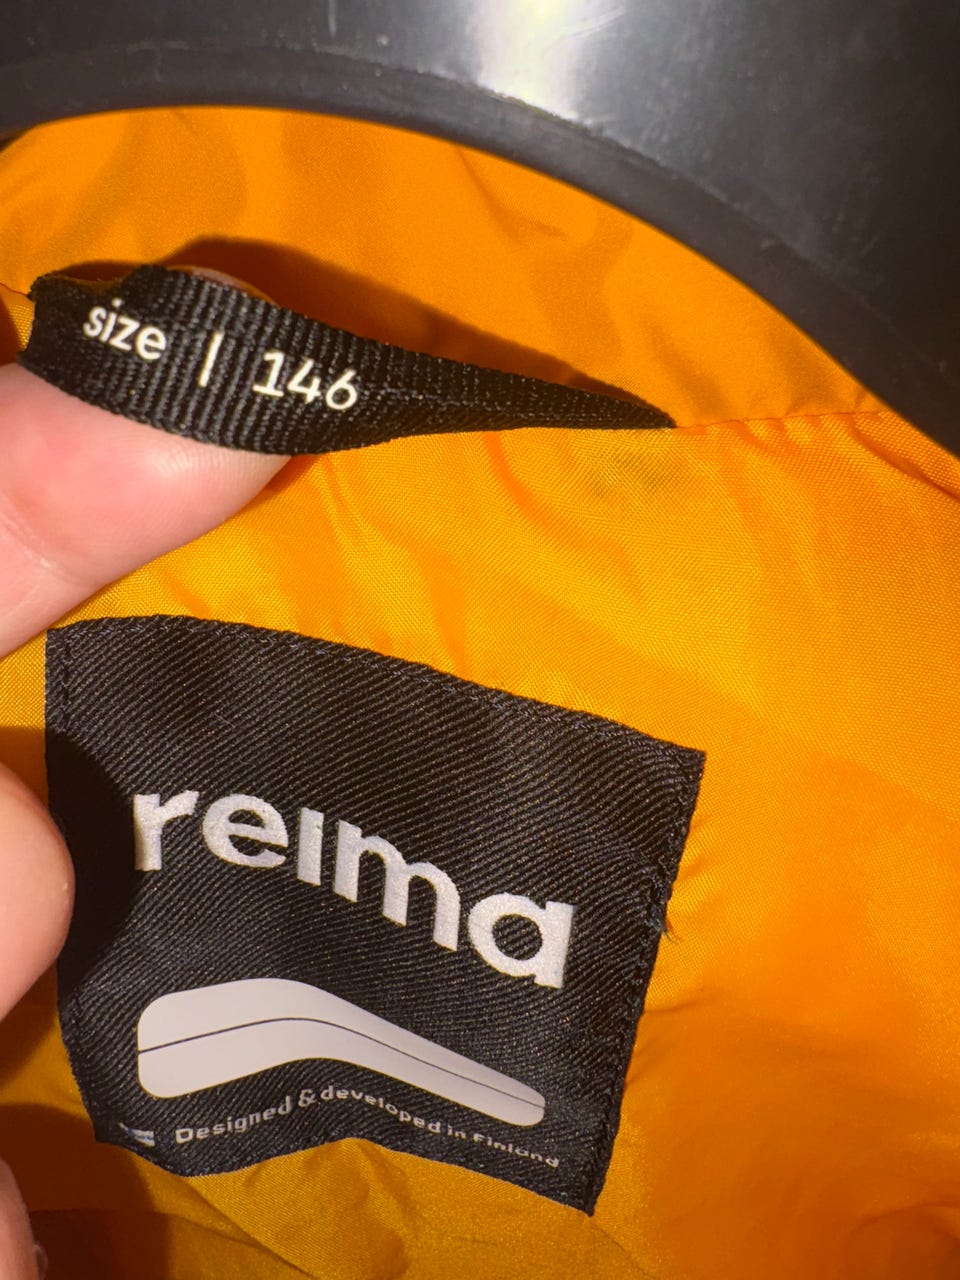 size | 146
reima
Designed & developed in Finland